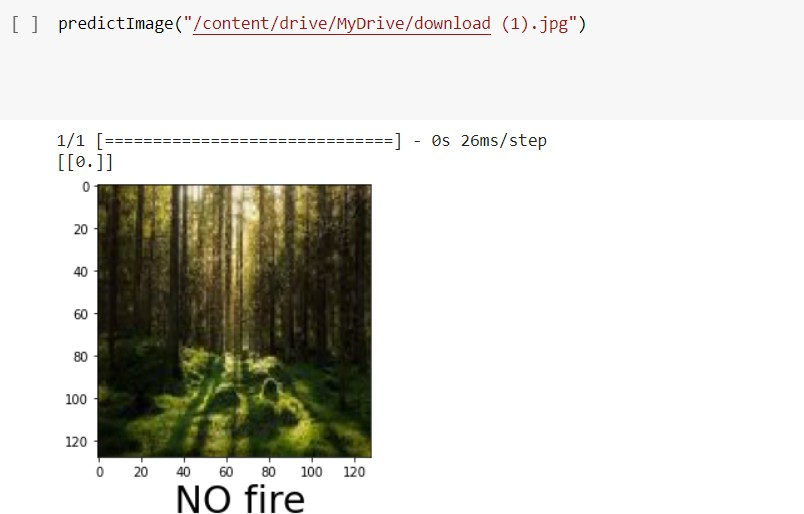 [ ] predictImage("/content/drive/MyDrive/download (1).jpg")
1/1 [==============================] - 0s 26ms/step
[[0.]]
0
20
40
60
80
100
120
0 20 40 60 80 100 120
NO fire